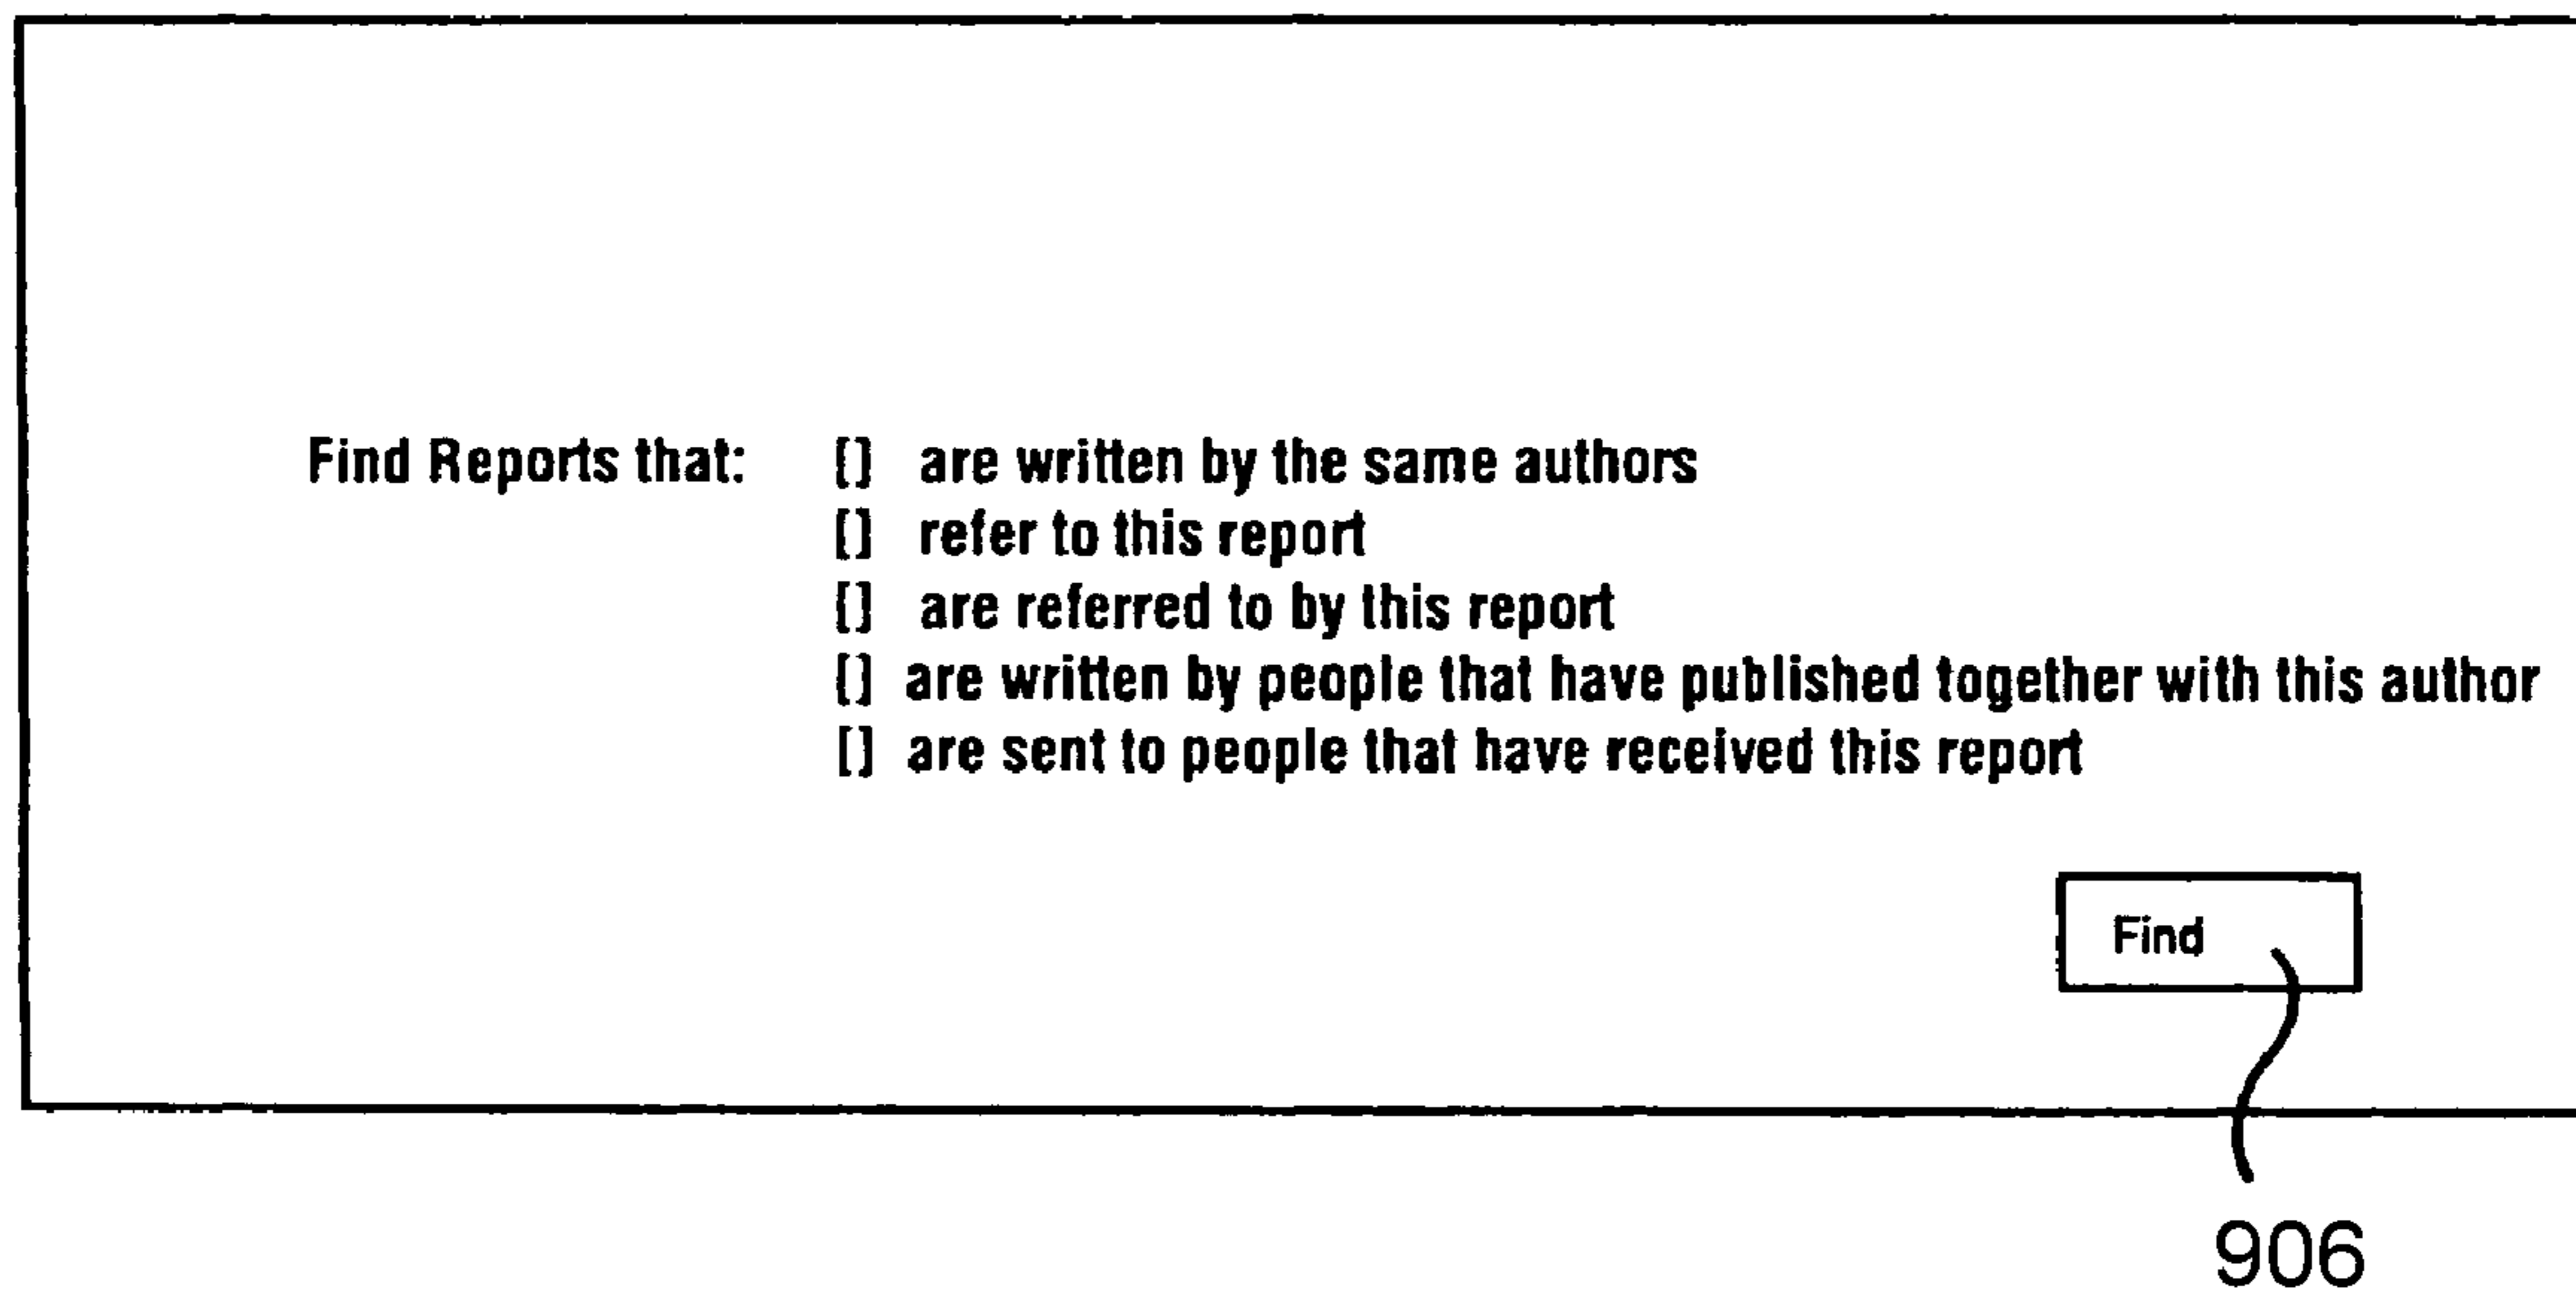 Find Reports that: [] are written by the same authors
[] refer to this report
[] are referred to by this report
[] are written by people that have published together with this author
[] are sent to people that have received this report
Find
906